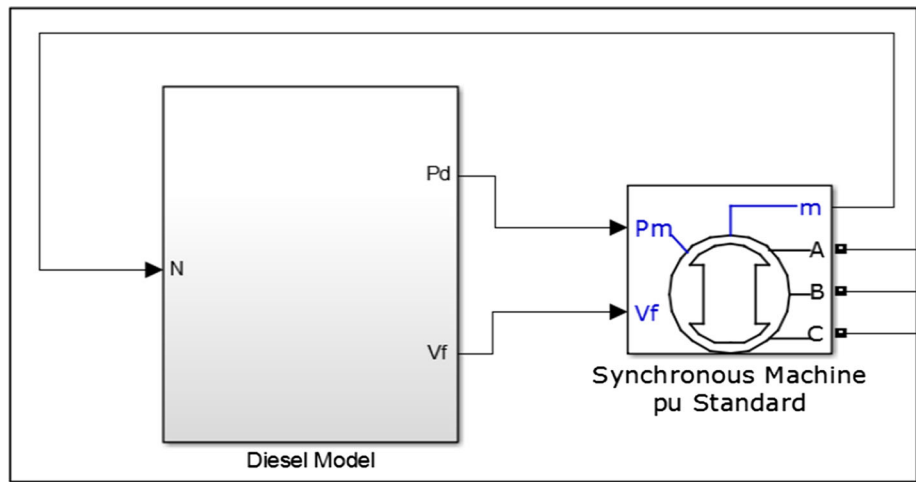 Pd
N
Vf
Diesel Model
Pm
Vf
m
A
B
C
Synchronous Machine
pu Standard